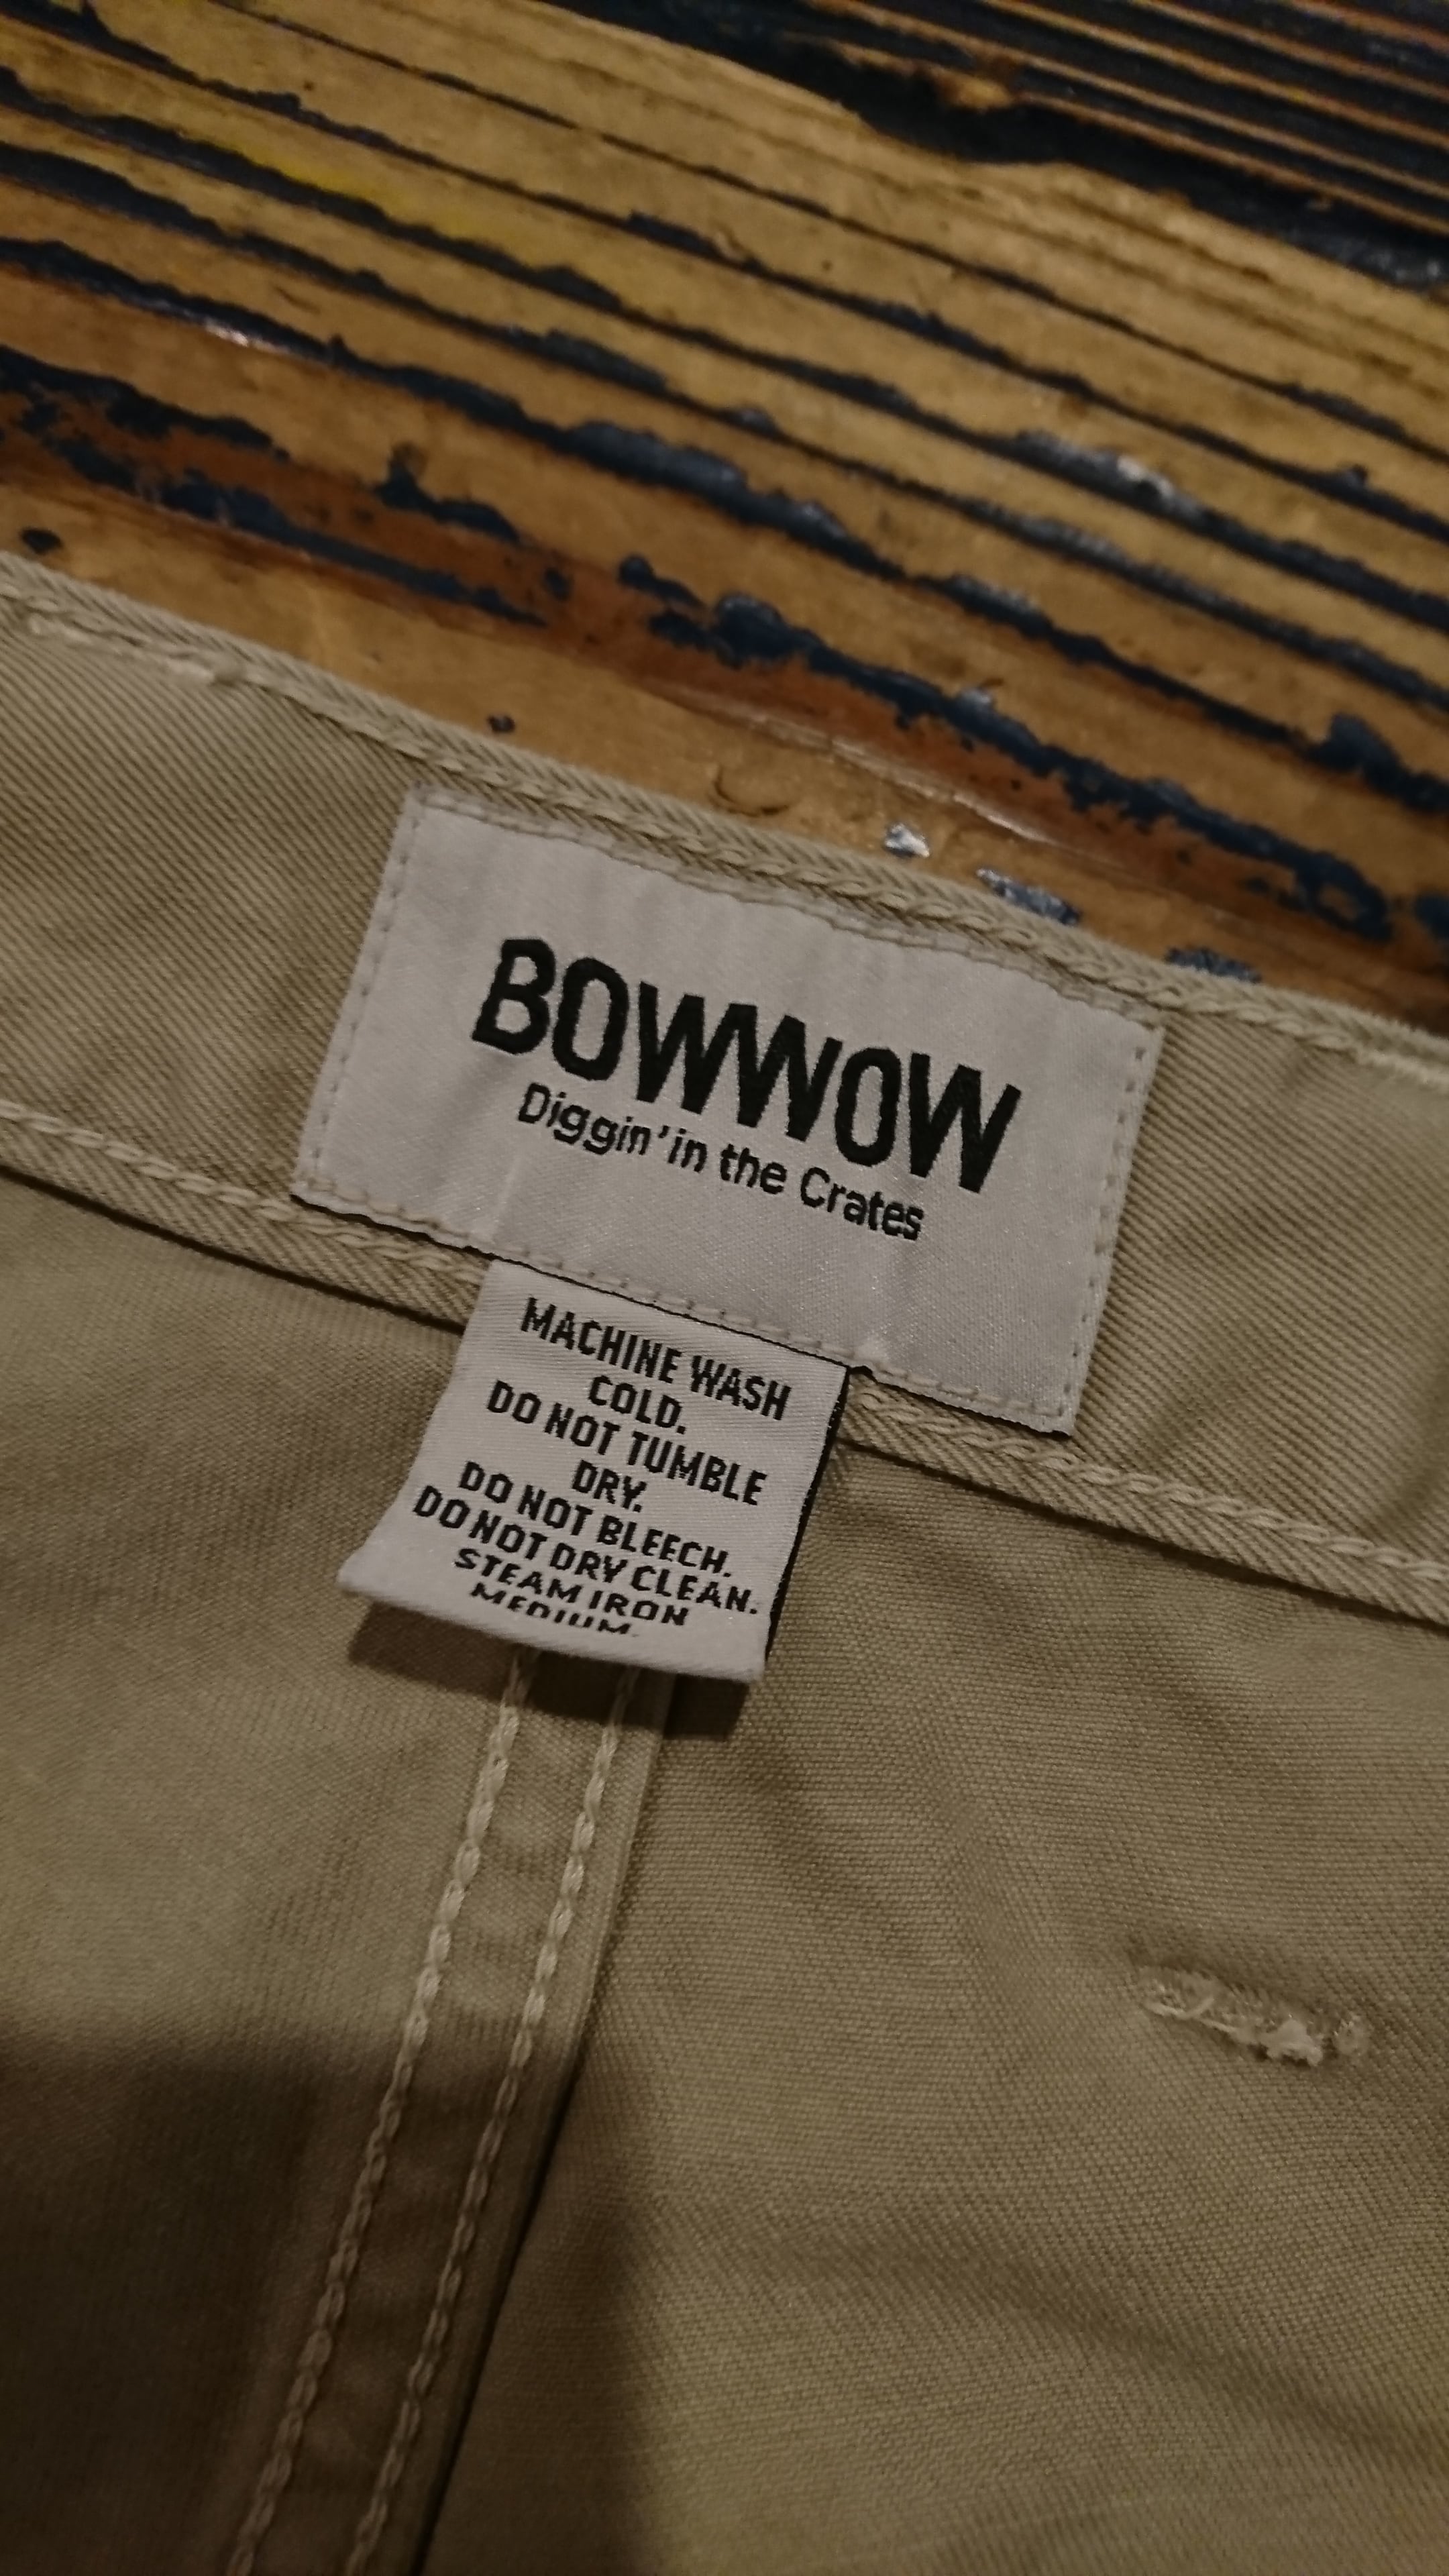 BOWWOW
Diggin' in the Crates
MACHINE WASH
COLD.
DO NOT TUMBLE
DRY.
DO NOT BLEECH.
DO NOT DRY CLEAN.
STEAM IRON
MEDIUM.